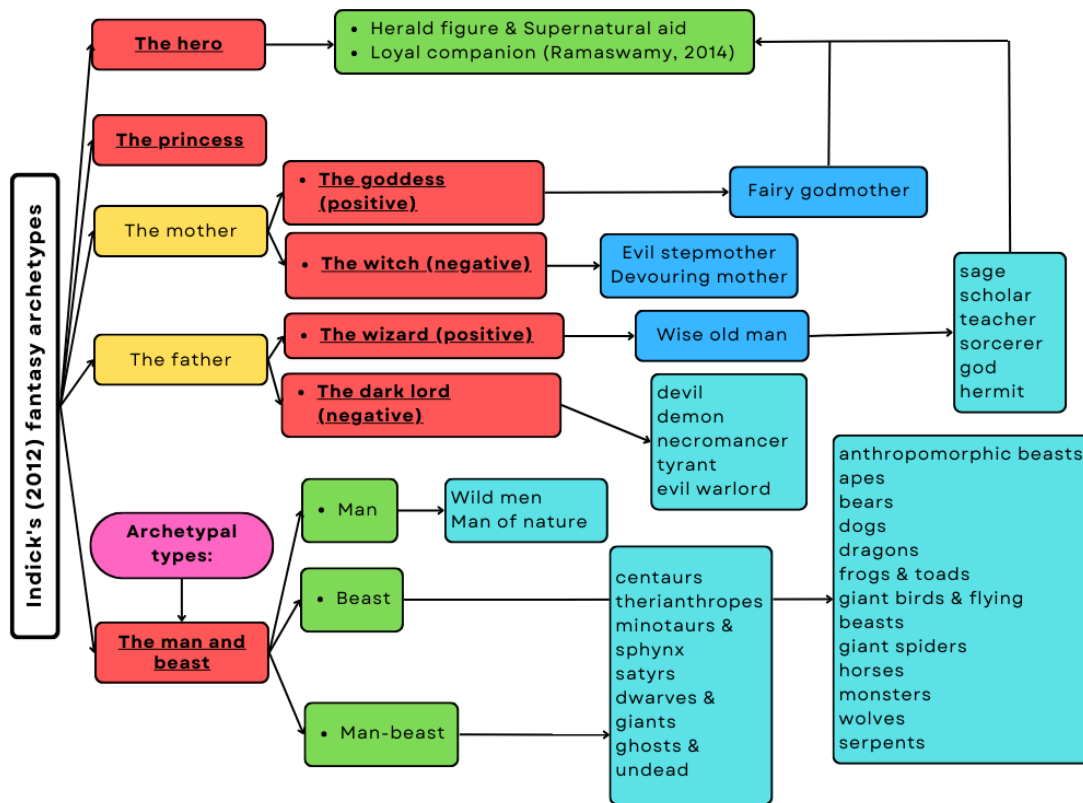 Indick's (2012) fantasy archetypes
The hero
• Herald figure & Supernatural aid
• Loyal companion (Ramaswamy, 2014)
The princess
The mother
• The goddess
(positive)
Fairy godmother
• The witch (negative)
Evil stepmother
Devouring mother
The father
• The wizard (positive)
Wise old man
sage
scholar
teacher
sorcerer
god
hermit
• The dark lord
(negative)
devil
demon
necromancer
tyrant
evil warlord
Archetypal
types:
The man and
beast
• Man
Wild men
Man of nature
• Beast
anthropomorphic beasts
apes
bears
dogs
dragons
frogs & toads
giant birds & flying
beasts
giant spiders
horses
monsters
wolves
serpents
• Man-beast
centaurs
therianthropes
minotaurs &
sphynx
satyrs
dwarves &
giants
ghosts &
undead